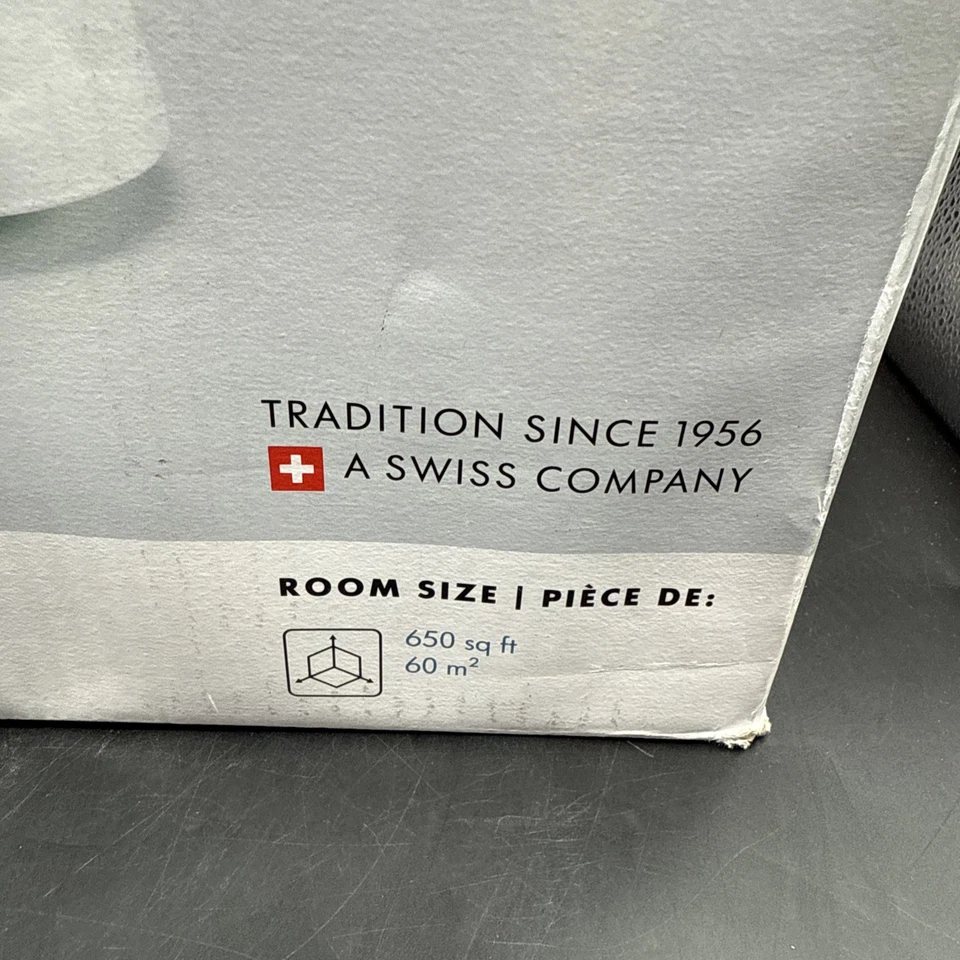 TRADITION SINCE 1956
A SWISS COMPANY
ROOM SIZE | PIÈCE DE:
650 sq ft
60 m²